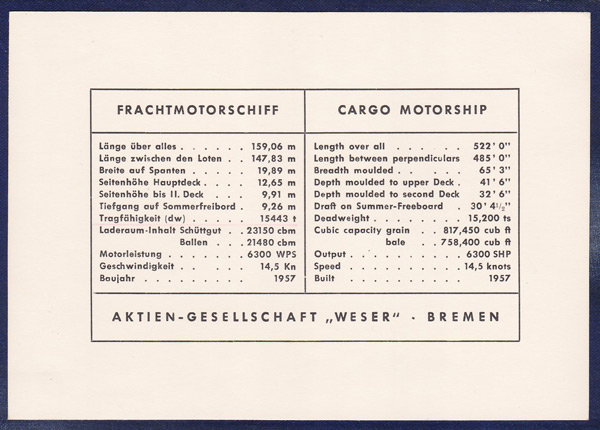 FRACHTMOTORSCHIFF
Länge über alles . . . . . . 159,06 m
Länge zwischen den Loten . . 147,83 m
Breite auf Spanten . . . . . 19,89 m
Seitenhöhe Hauptdeck . . . . 12,65 m
Seitenhöhe bis II. Deck . . . 9,91 m
Tiefgang auf Sommerfreibord . 9,26 m
Tragfähigkeit (dw) . . . . . 15443 t
Laderaum-Inhalt Schüttgut . . 23150 cbm
Ballen . . . . 21480 cbm
Motorleistung . . . . . . . 6300 WPS
Geschwindigkeit . . . . . . 14,5 Kn
Baujahr . . . . . . . . . 1957
CARGO MOTORSHIP
Length over all . . . . . . 522' 0"
Length between perpendiculars 485' 0"
Breadth moulded . . . . . . 65' 3"
Depth moulded to upper Deck . 41' 6"
Depth moulded to second Deck 32' 6"
Draft on Summer-Freeboard . 30' 4½"
Deadweight . . . . . . . 15,200 ts
Cubic capacity grain . . 817,450 cub ft
bale . . 758,400 cub ft
Output . . . . . . . . . 6300 SHP
Speed . . . . . . . . 14,5 knots
Built . . . . . . . . . . 1957
AKTIEN-GESELLSCHAFT „WESER" · BREMEN